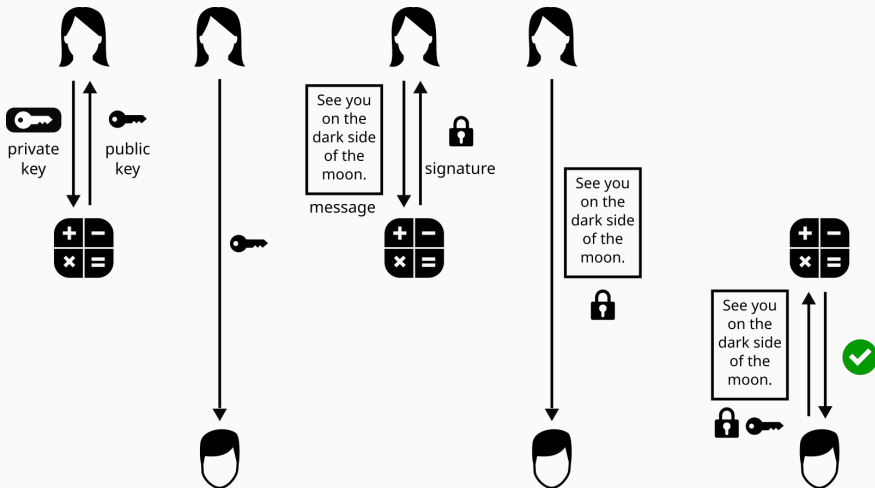 private
key
public
key
See you
on the
dark side
of the
moon.
message
signature
See you
on the
dark side
of the
moon.
See you
on the
dark side
of the
moon.